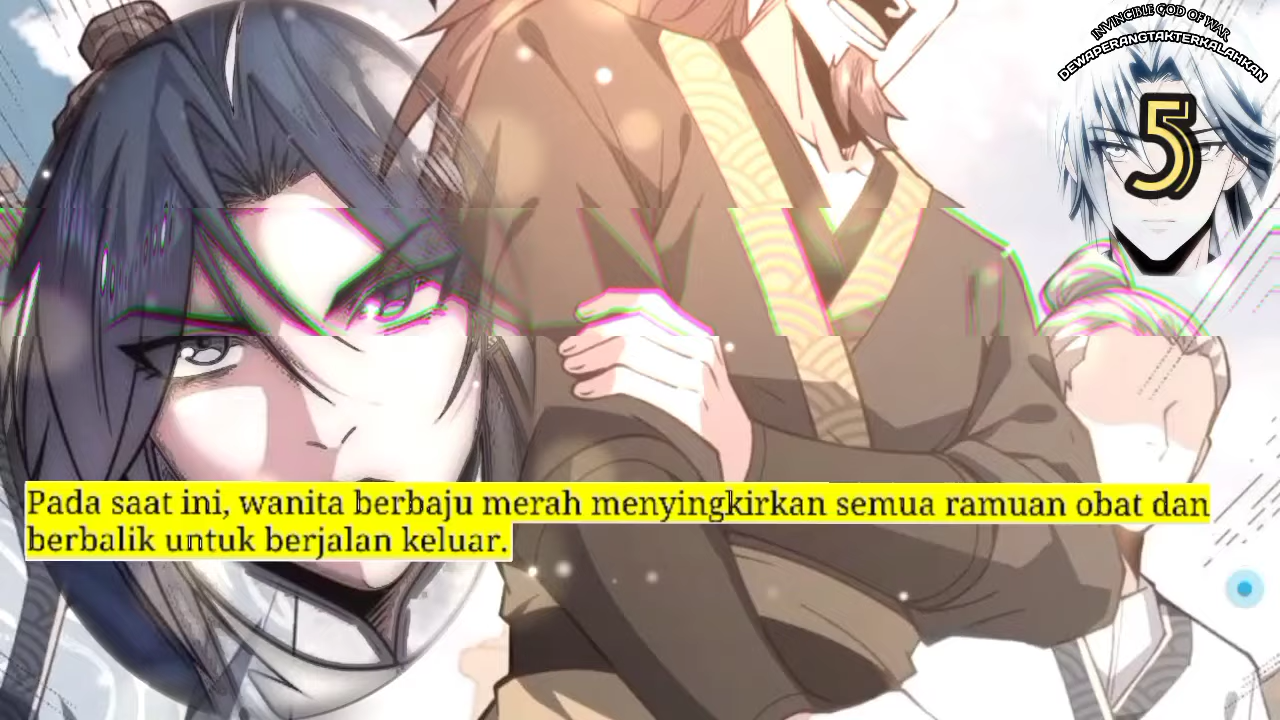 INVINCIBLE GOD OF WAR
DEWAPERANGTAKTERKALAHKAN
5
Pada saat ini, wanita berbaju merah menyingkirkan semua ramuan obat dan
berbalik untuk berjalan keluar.